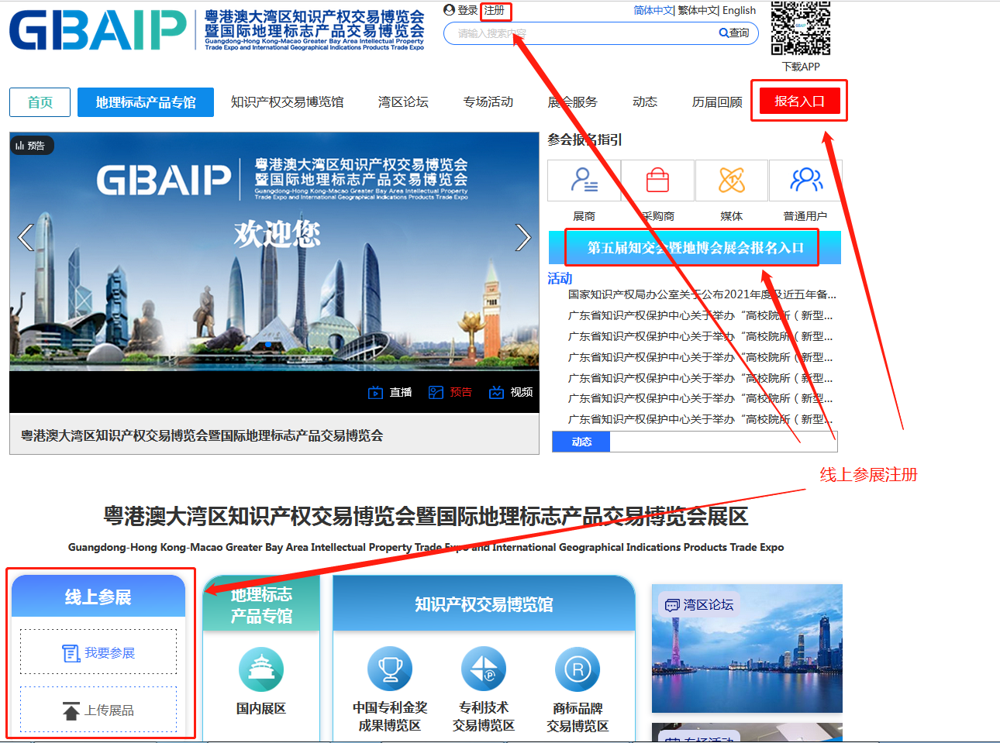 GBAIP
粤港澳大湾区知识产权交易博览会
暨国际地理标志产品交易博览会
Guangdong-Hong Kong-Macao Greater Bay Area Intellectual Property
Trade Expo and International Geographical Indications Products Trade Expo
登录 注册
简体中文| 繁体中文| English
请输入搜索内容
查询
下载APP
首页
地理标志产品专馆
知识产权交易博览馆
湾区论坛
专场活动
展会服务
动态
历届回顾
报名入口
预告
GBAIP
粤港澳大湾区知识产权交易博览会
暨国际地理标志产品交易博览会
Guangdong-Hong Kong-Macao Greater Bay Area Intellectual Property
Trade Expo and International Geographical Indications Products Trade Expo
欢迎您
直播
预告
视频
粤港澳大湾区知识产权交易博览会暨国际地理标志产品交易博览会
参会报名指引
展商
采购商
媒体
普通用户
第五届知交会暨地博会展会报名入口
活动
国家知识产权局办公室关于公布2021年度及近五年备...
广东省知识产权保护中心关于举办“高校院所（新型...
广东省知识产权保护中心关于举办“高校院所（新型...
广东省知识产权保护中心关于举办“高校院所（新型...
广东省知识产权保护中心关于举办“高校院所（新型...
广东省知识产权保护中心关于举办“高校院所（新型...
广东省知识产权保护中心关于举办“高校院所（新型...
动态
线上参展注册
粤港澳大湾区知识产权交易博览会暨国际地理标志产品交易博览会展区
Guangdong-Hong Kong-Macao Greater Bay Area Intellectual Property Trade Expo and International Geographical Indications Products Trade Expo
线上参展
我要参展
上传展品
地理标志
产品专馆
国内展区
知识产权交易博览馆
中国专利金奖
成果博览区
专利技术
交易博览区
商标品牌
交易博览区
湾区论坛
专场活动